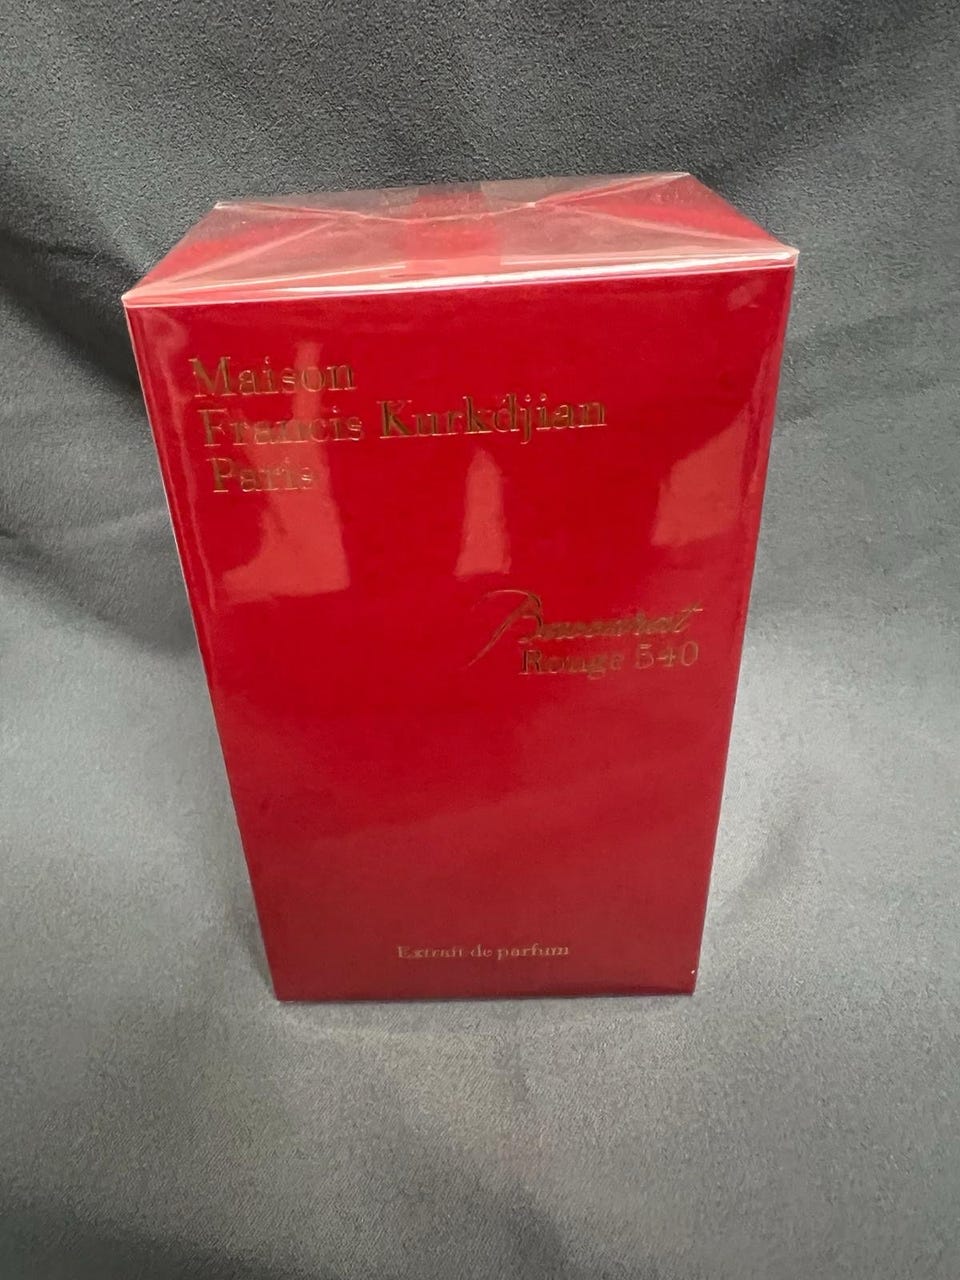 Maison
Francis Kurkdjian
Paris
Baccarat
Rouge 540
Extrait de parfum